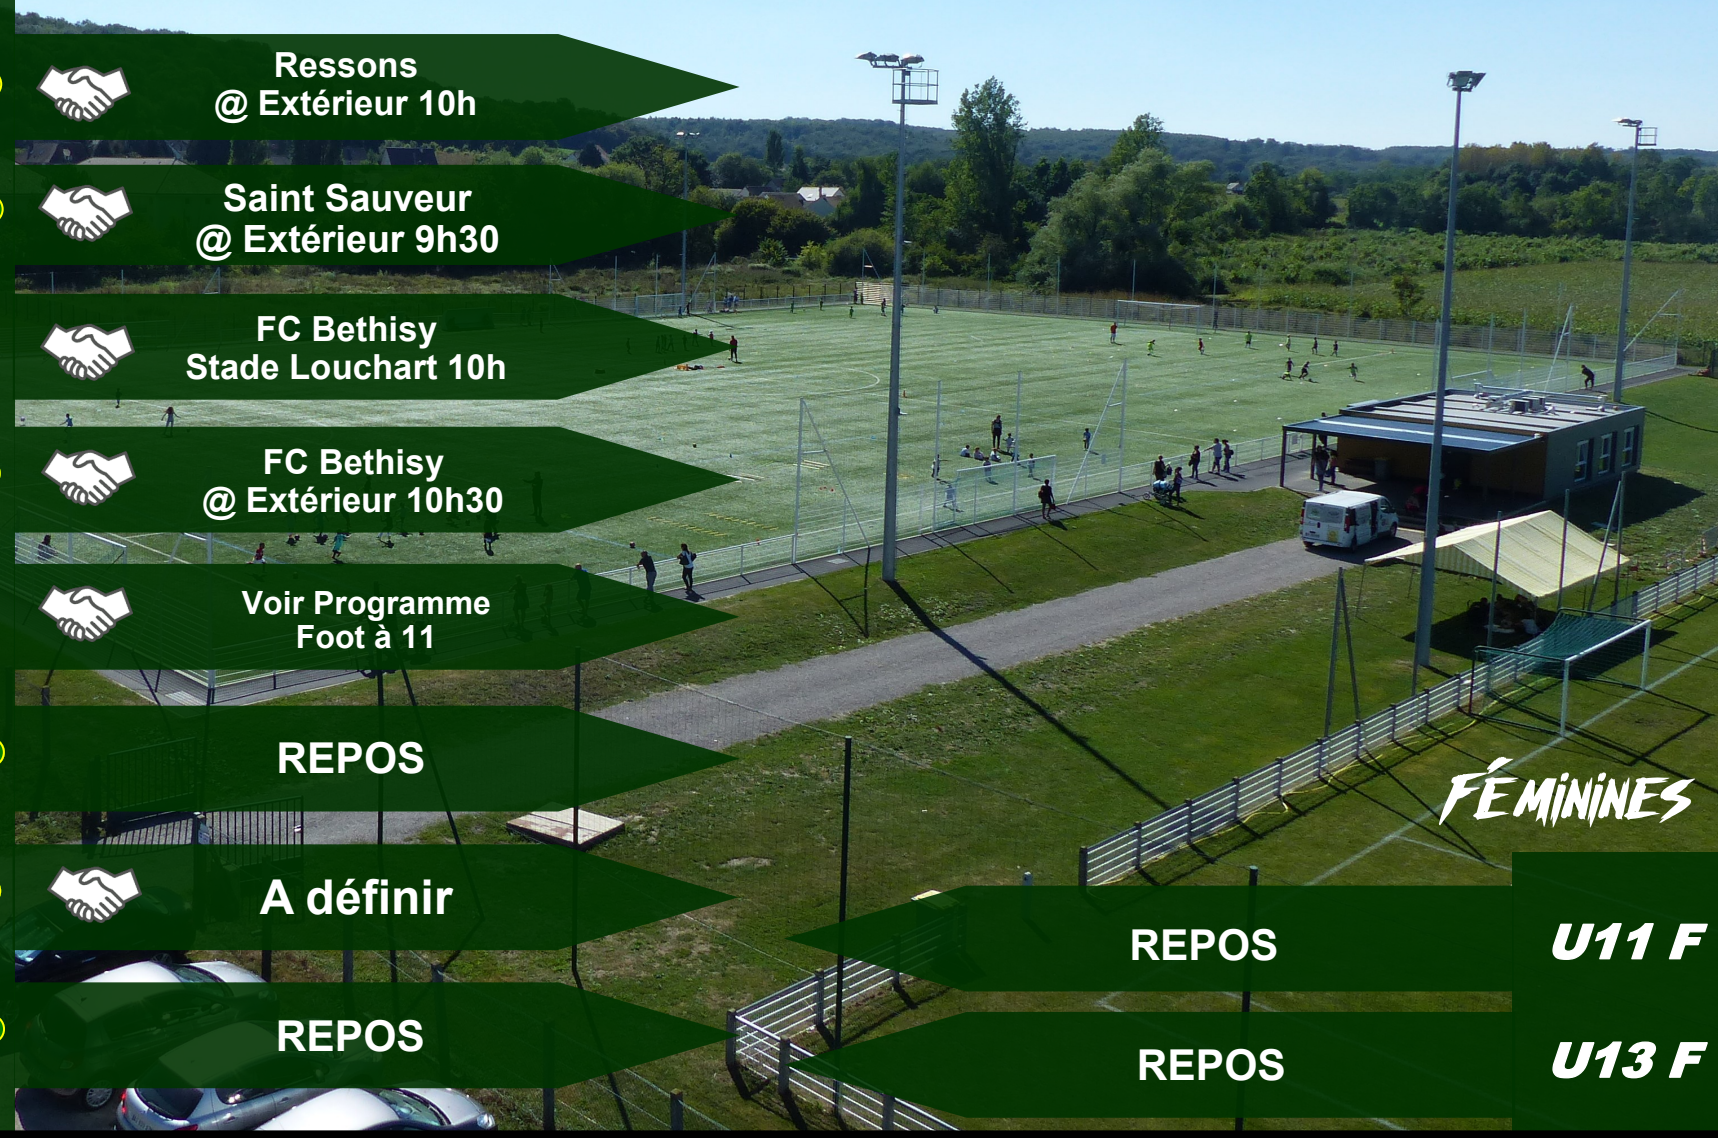 Ressons
@ Extérieur 10h
Saint Sauveur
@ Extérieur 9h30
FC Bethisy
Stade Louchart 10h
FC Bethisy
@ Extérieur 10h30
Voir Programme
Foot à 11
REPOS
FÉMININES
A définir
REPOS
U11 F
REPOS
REPOS
U13 F